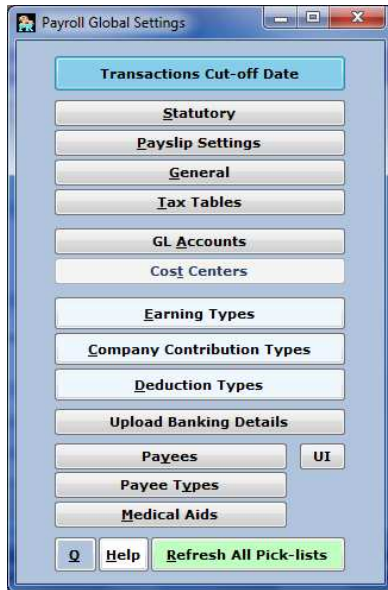 Payroll Global Settings
Transactions Cut-off Date
Statutory
Payslip Settings
General
Tax Tables
GL Accounts
Cost Centers
Earning Types
Company Contribution Types
Deduction Types
Upload Banking Details
Payees UI
Payee Types
Medical Aids
Q Help Refresh All Pick-lists